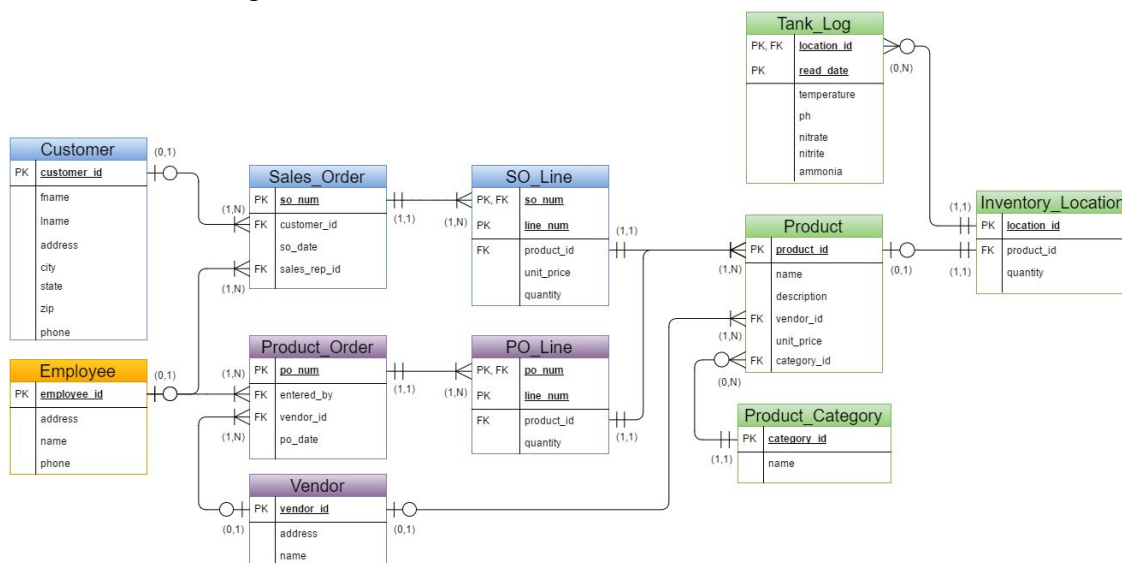 Tank_Log
PK, FK location_id
PK read_date
temperature
ph
nitrate
nitrite
ammonia
(0,N)
Customer
PK customer_id
fname
lname
address
city
state
zip
phone
(0,1)
Sales_Order
PK so_num
FK customer_id
so_date
FK sales_rep_id
(1,N)
(1,N)
(1,1)
SO_Line
PK, FK so_num
PK line_num
FK product_id
unit_price
quantity
(1,N)
(1,1)
Product
PK product_id
name
description
FK vendor_id
unit_price
FK category_id
(1,N)
(0,1)
(1,N)
(0,N)
Inventory_Location
PK location_id
FK product_id
quantity
(1,1)
(1,1)
Employee
PK employee_id
address
name
phone
(0,1)
Product_Order
PK po_num
FK entered_by
FK vendor_id
po_date
(1,N)
(1,N)
(1,1)
PO_Line
PK, FK po_num
PK line_num
FK product_id
quantity
(1,N)
(1,1)
Product_Category
PK category_id
name
(1,1)
Vendor
PK vendor_id
address
name
(0,1)
(0,1)